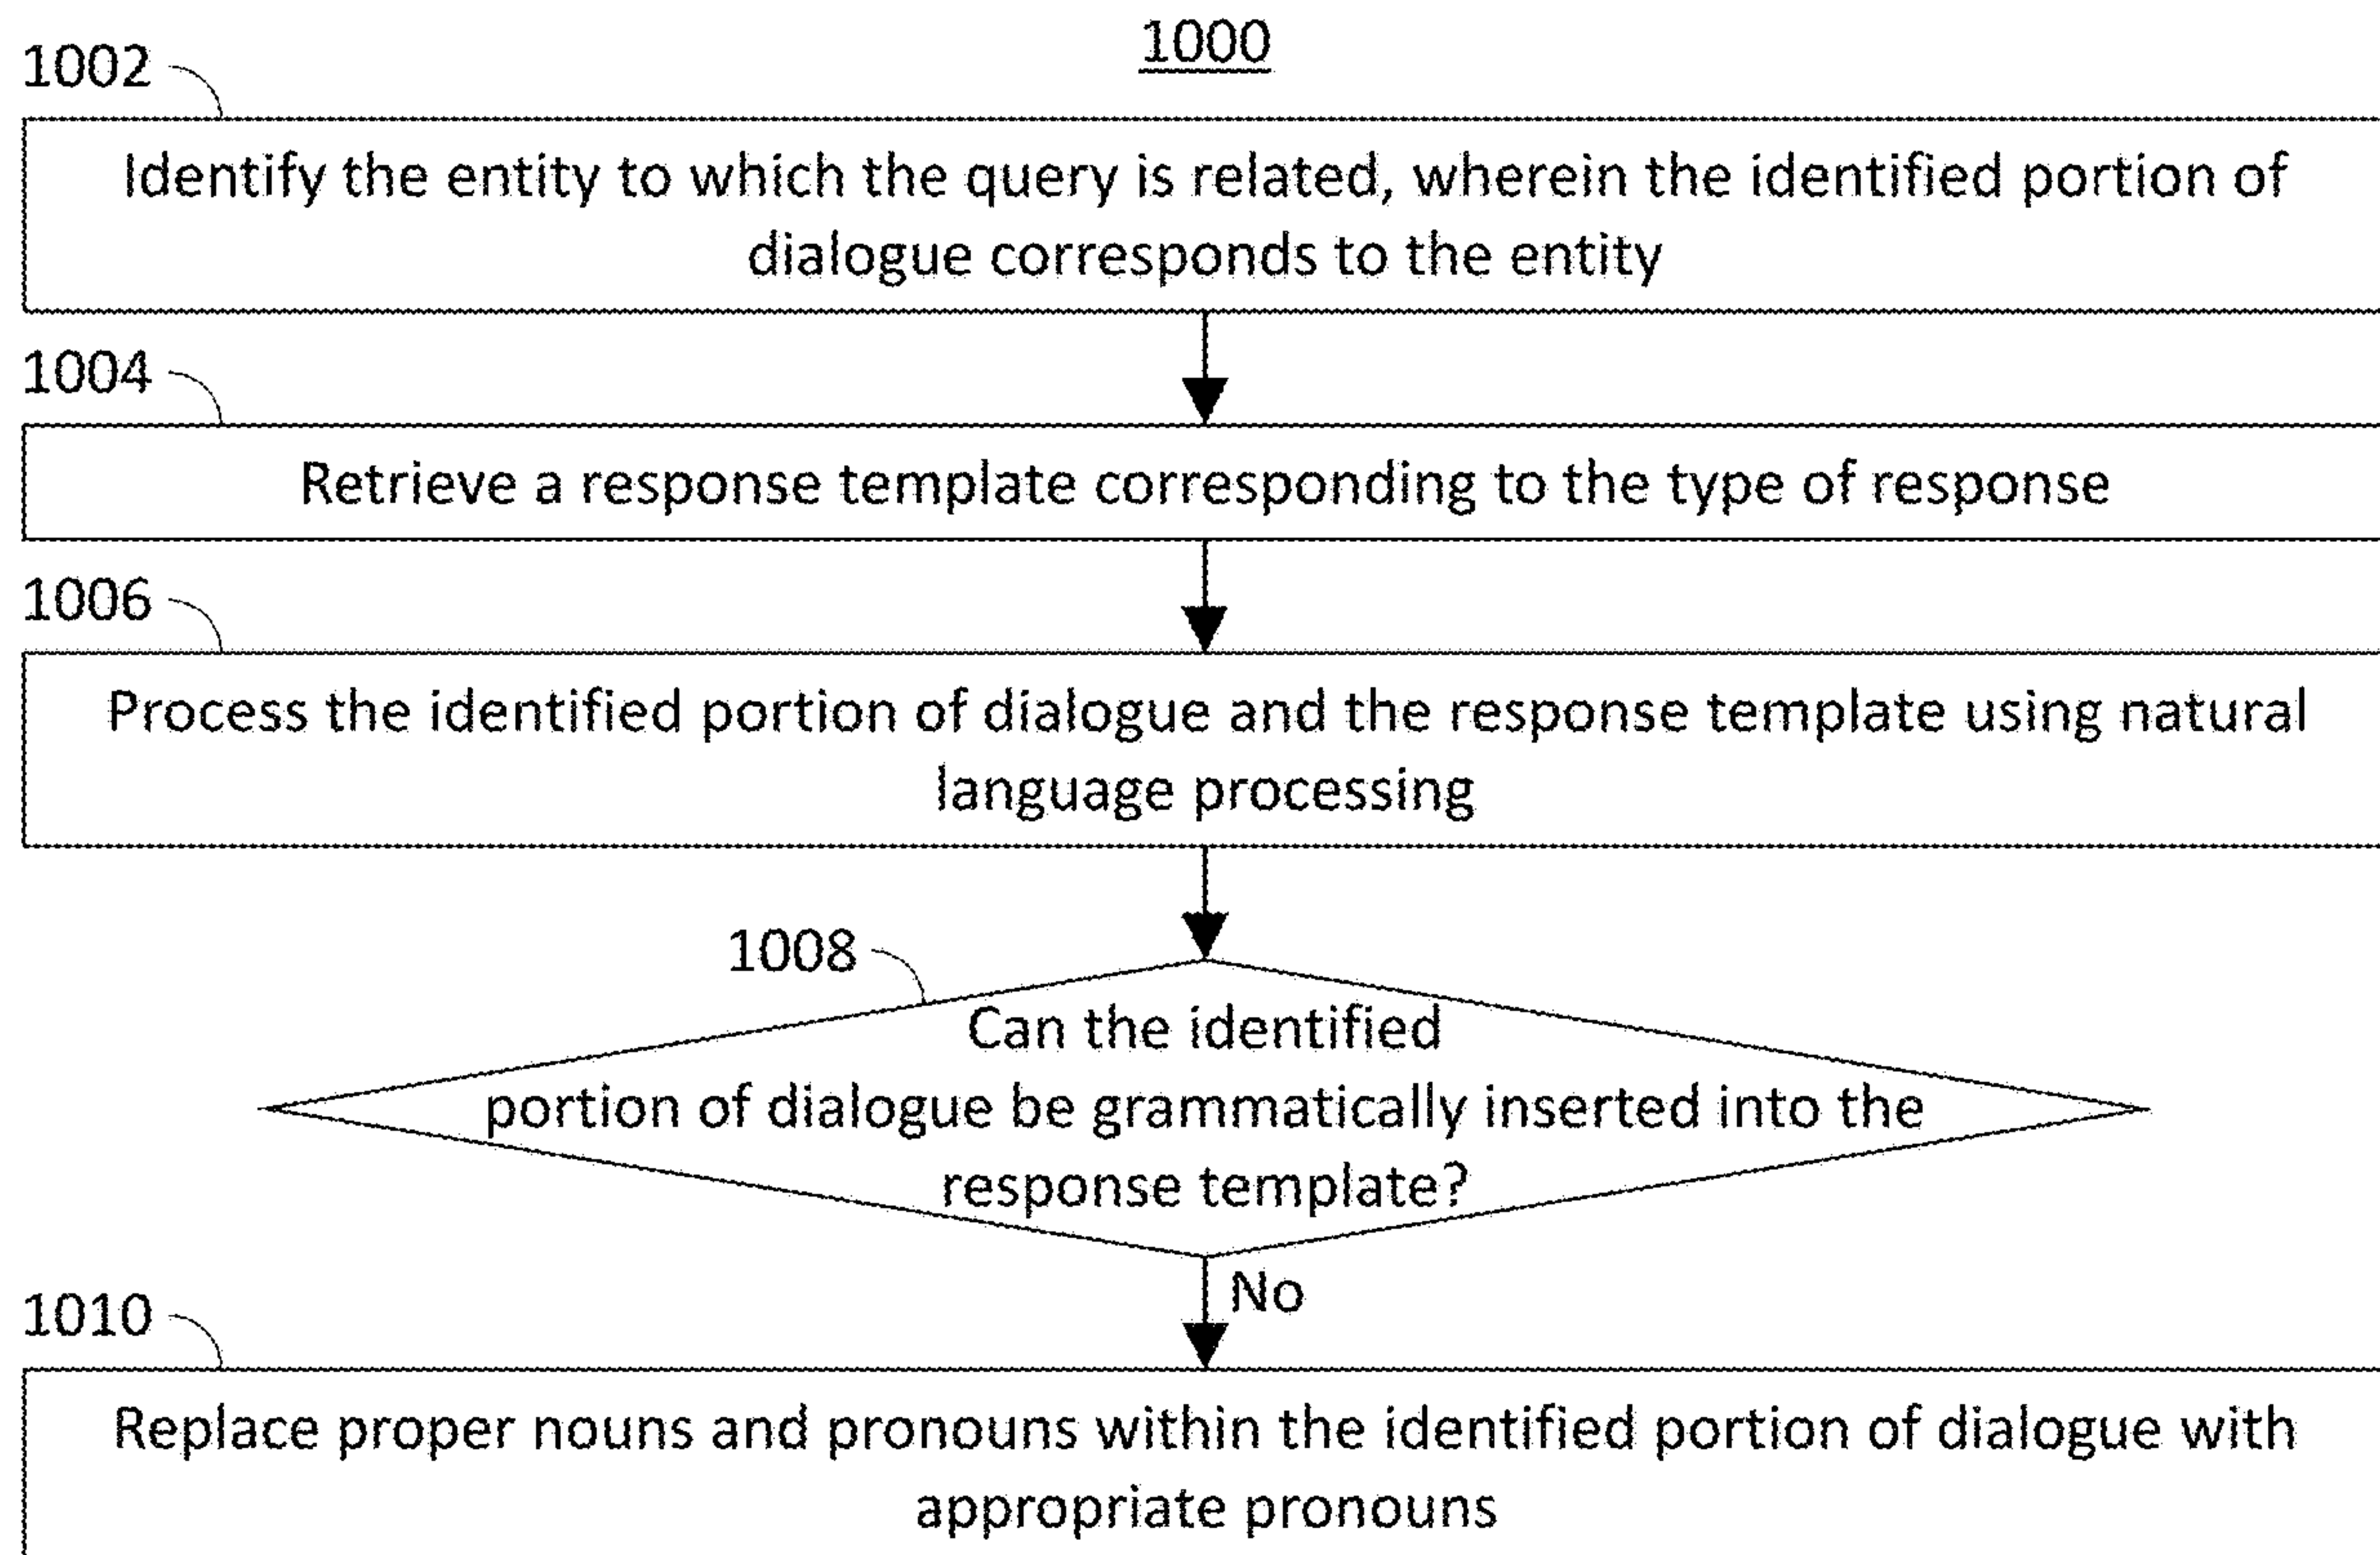 1000
1002
Identify the entity to which the query is related, wherein the identified portion of
dialogue corresponds to the entity
1004
Retrieve a response template corresponding to the type of response
1006
Process the identified portion of dialogue and the response template using natural
language processing
1008
Can the identified
portion of dialogue be grammatically inserted into the
response template?
No
1010
Replace proper nouns and pronouns within the identified portion of dialogue with
appropriate pronouns